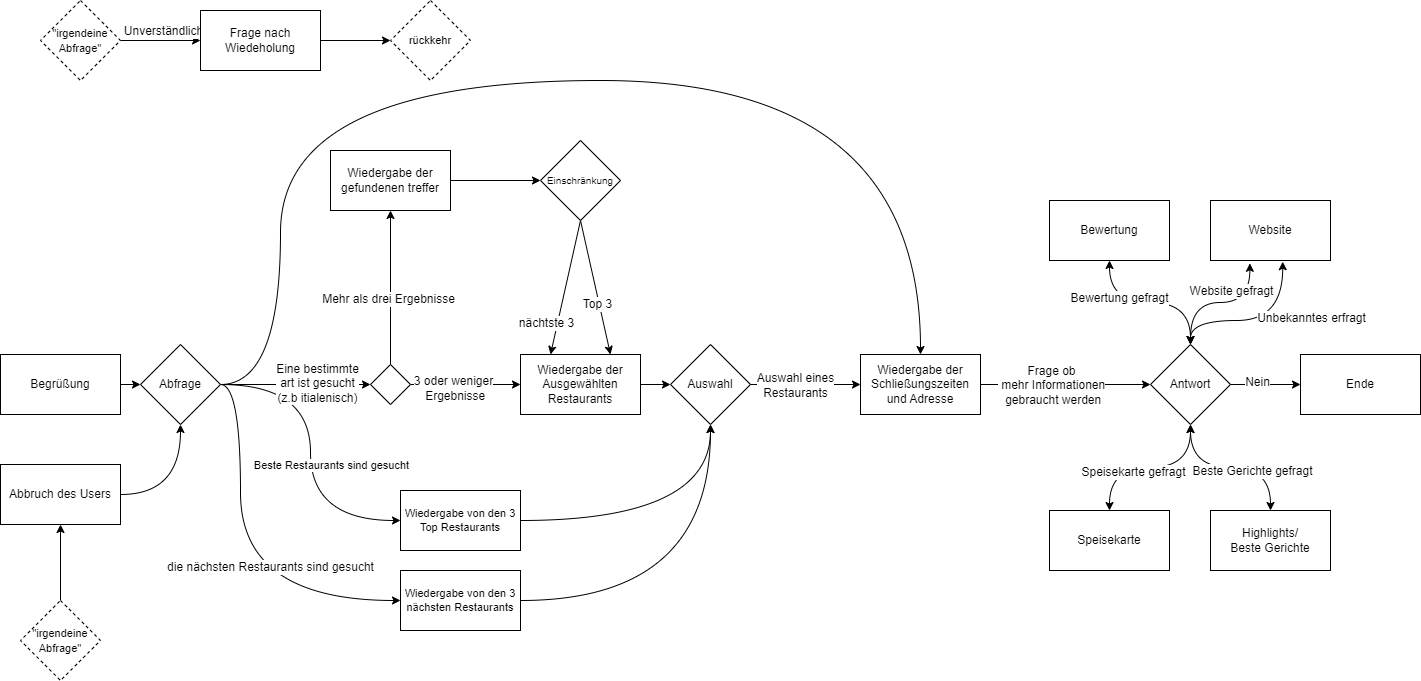 "irgendeine
Abfrage"
Unverständlich
Frage nach
Wiedeholung
rückkehr
Wiedergabe der
gefundenen treffer
Einschränkung
Mehr als drei Ergebnisse
nächtste 3
Top 3
Begrüßung
Abfrage
Eine bestimmte
art ist gesucht
(z.b itialenisch)
3 oder weniger
Ergebnisse
Wiedergabe der
Ausgewählten
Restaurants
Auswahl
Auswahl eines
Restaurants
Wiedergabe der
Schließungszeiten
und Adresse
Frage ob
mehr Informationen
gebraucht werden
Antwort
Nein
Ende
Bewertung
Website
Bewertung gefragt
Website gefragt
Unbekanntes erfragt
Speisekarte gefragt
Beste Gerichte gefragt
Speisekarte
Highlights/
Beste Gerichte
Abbruch des Users
Beste Restaurants sind gesucht
Wiedergabe von den 3
Top Restaurants
die nächsten Restaurants sind gesucht
Wiedergabe von den 3
nächsten Restaurants
"irgendeine
Abfrage"